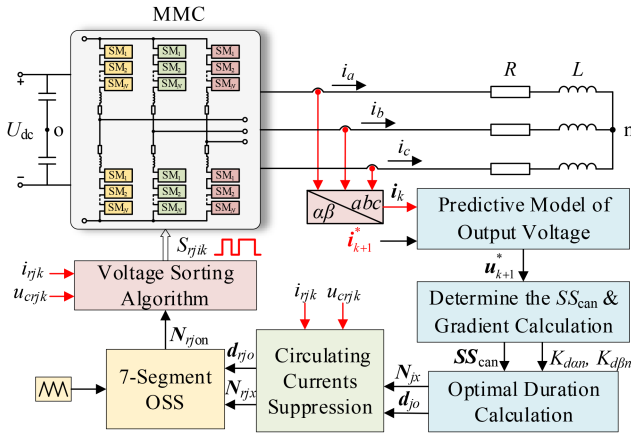 MMC
SM1 SM1 SM1
SM2 SM2 SM2
SMN SMN SMN
SM1 SM1 SM1
SM2 SM2 SM2
SMN SMN SMN
+
Udc
o
−
ia
ib
ic
R
L
n
αβ
abc
ik
i*k+1
Predictive Model of
Output Voltage
u*k+1
Determine the SScan &
Gradient Calculation
SScan
Kdαn, Kdβn
Optimal Duration
Calculation
Njx
djo
irjk
ucrjk
Circulating
Currents
Suppression
drjo
Nrjx
7-Segment
OSS
Nrjon
Voltage Sorting
Algorithm
irjk
ucrjk
Srjik